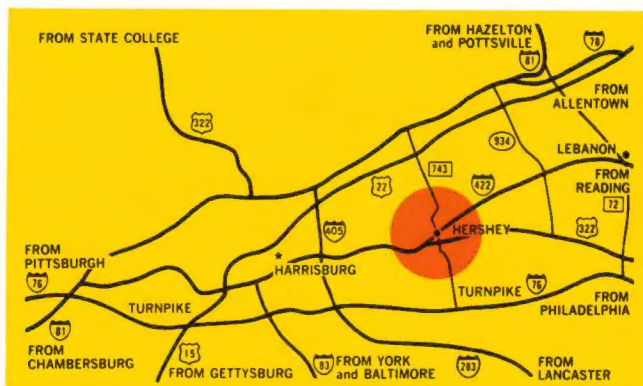 FROM STATE COLLEGE
FROM HAZELTON
and POTTSVILLE
81
78
FROM
ALLENTOWN
322
934
LEBANON
743
FROM
READING
22
422
72
405
HERSHEY
322
FROM
PITTSBURGH
HARRISBURG
76
TURNPIKE
TURNPIKE
76
FROM
PHILADELPHIA
81
FROM
CHAMBERSBURG
15
FROM GETTYSBURG
83
FROM YORK
and BALTIMORE
283
FROM
LANCASTER